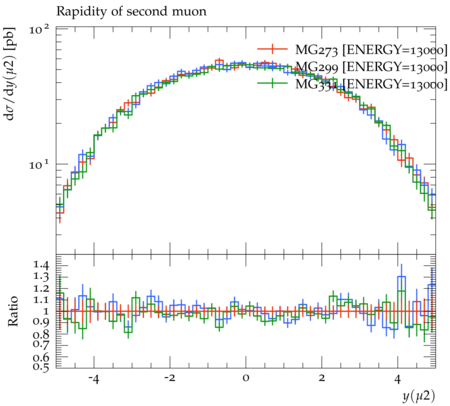 Rapidity of second muon
dσ/dy(μ2) [pb]
10²
10¹
MG273 [ENERGY=13000]
MG299 [ENERGY=13000]
[ENERGY=13000]
Ratio
1.4
1.3
1.2
1.1
1
0.9
0.8
0.7
0.6
0.5
-4 -2 0 2 4
y(μ2)